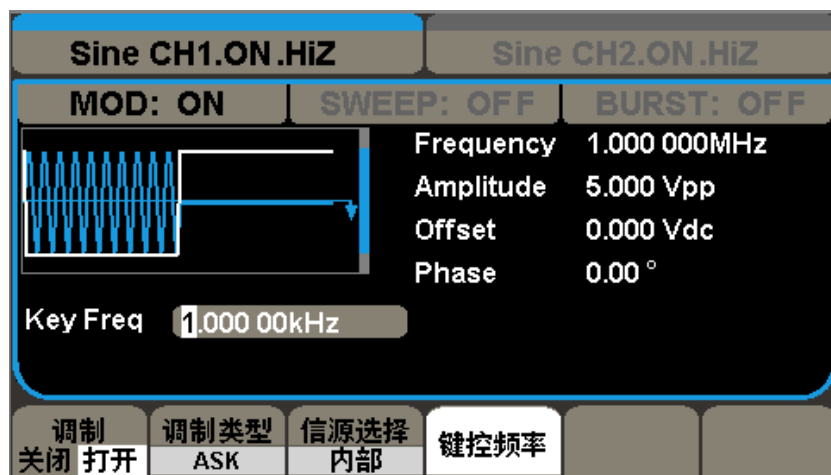 Sine CH1.ON.HiZ
Sine CH2.ON.HiZ
MOD: ON
SWEEP: OFF
BURST: OFF
Frequency 1.000 000MHz
Amplitude 5.000 Vpp
Offset 0.000 Vdc
Phase 0.00 °
Key Freq 1.000 00kHz
调制
关闭 打开
调制类型
ASK
信源选择
内部
键控频率